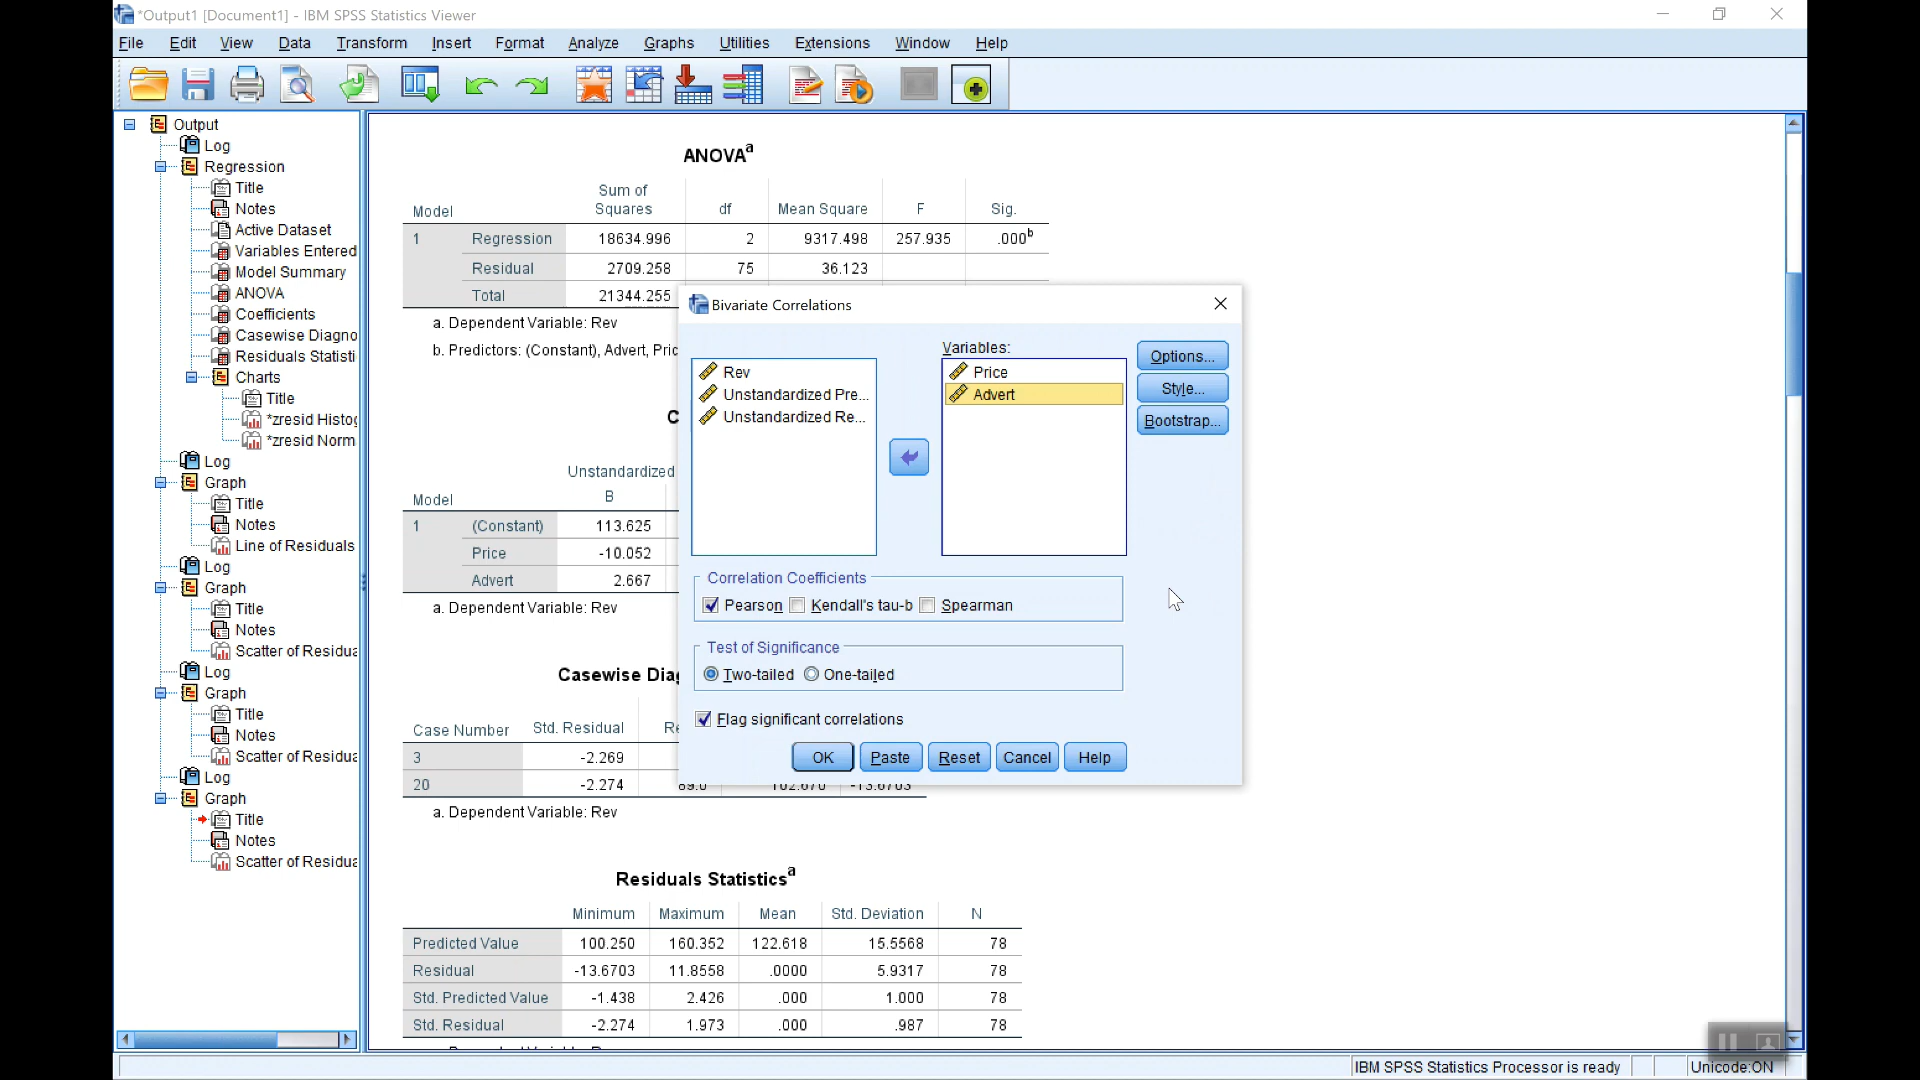 *Output1 [Document1] - IBM SPSS Statistics Viewer
File Edit View Data Transform Insert Format Analyze Graphs Utilities Extensions Window Help
Output
Log
Regression
Title
Notes
Active Dataset
Variables Entered
Model Summary
ANOVA
Coefficients
Casewise Diagno
Residuals Statisti
Charts
Title
*zresid Histog
*zresid Norm
Log
Graph
Title
Notes
Line of Residuals
Log
Graph
Title
Notes
Scatter of Residua
Log
Graph
Title
Notes
Scatter of Residua
Log
Graph
Title
Notes
Scatter of Residua
ANOVAa
Model Sum of Squares df Mean Square F Sig.
1 Regression 18634.996 2 9317.498 257.935 .000b
Residual 2709.258 75 36.123
Total 21344.255
a. Dependent Variable: Rev
b. Predictors: (Constant), Advert, Pric
C
Unstandardized
Model B
1 (Constant) 113.625
Price -10.052
Advert 2.667
a. Dependent Variable: Rev
Casewise Diag
Case Number Std. Residual Re
3 -2.269
20 -2.274 89.0 102.670 -13.6703
a. Dependent Variable: Rev
Residuals Statisticsa
Minimum Maximum Mean Std. Deviation N
Predicted Value 100.250 160.352 122.618 15.5568 78
Residual -13.6703 11.8558 .0000 5.9317 78
Std. Predicted Value -1.438 2.426 .000 1.000 78
Std. Residual -2.274 1.973 .000 .987 78
Bivariate Correlations
Rev
Unstandardized Pre...
Unstandardized Re...
Variables:
Price
Advert
Options...
Style...
Bootstrap...
Correlation Coefficients
Pearson Kendall's tau-b Spearman
Test of Significance
Two-tailed One-tailed
Flag significant correlations
OK Paste Reset Cancel Help
IBM SPSS Statistics Processor is ready
Unicode:ON